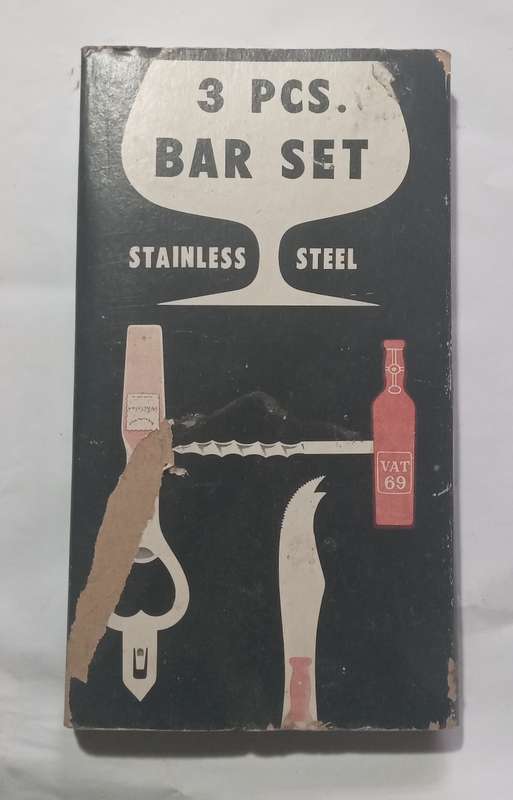 3 PCS.
BAR SET
STAINLESS STEEL
VAT
69